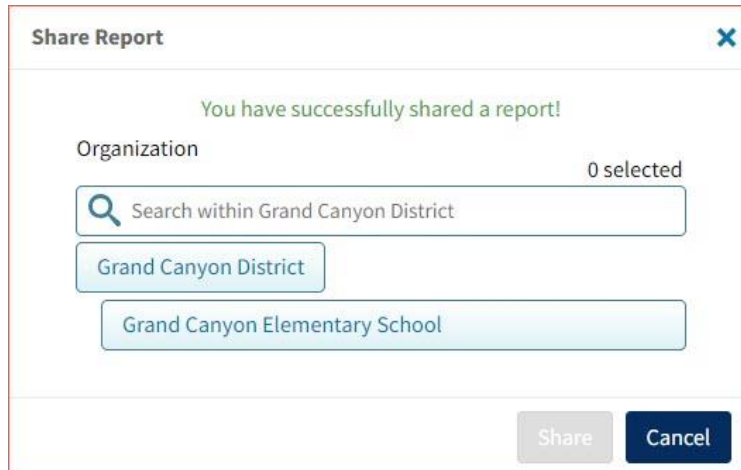 Share Report
You have successfully shared a report!
Organization
0 selected
Search within Grand Canyon District
Grand Canyon District
Grand Canyon Elementary School
Share Cancel